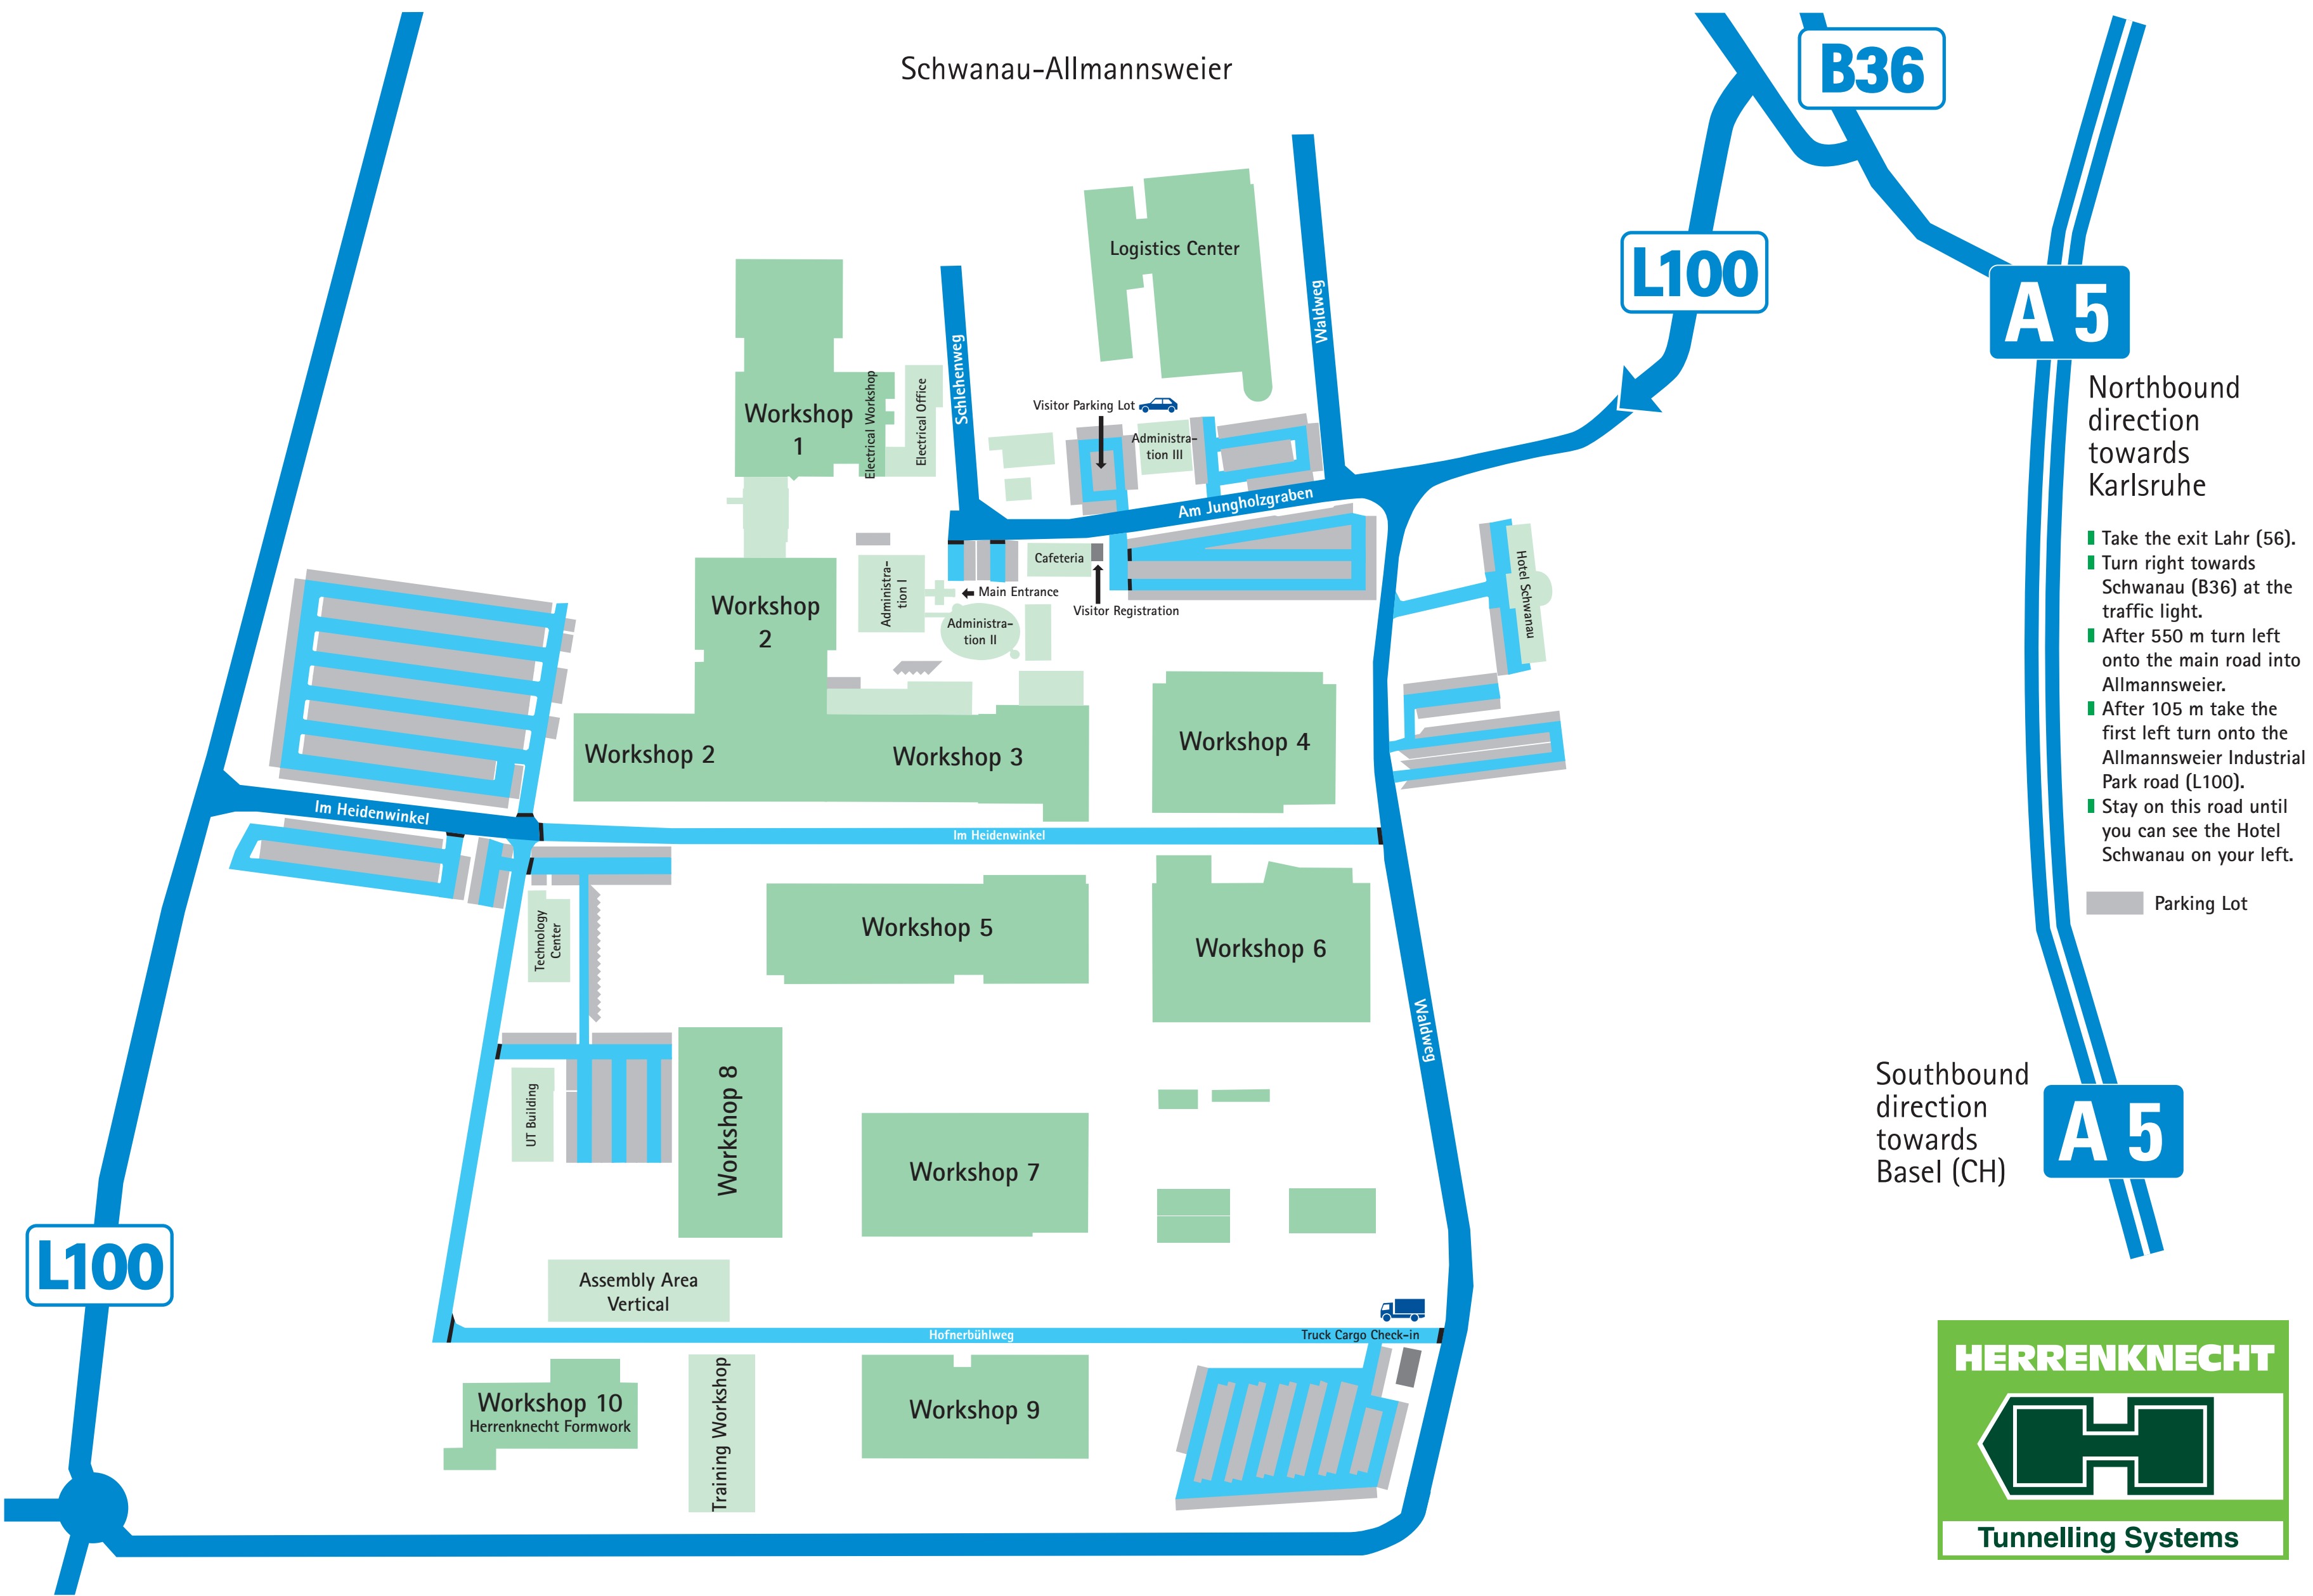 Schwanau-Allmannsweier
B36
L100
A 5
Logistics Center
Waldweg
Schlehenweg
Workshop
1
Electrical Workshop
Electrical Office
Visitor Parking Lot
Administra-
tion III
Am Jungholzgraben
Cafeteria
Visitor Registration
Main Entrance
Administra-
tion I
Administra-
tion II
Hotel Schwanau
Workshop
2
Workshop 2
Workshop 3
Workshop 4
Im Heidenwinkel
Im Heidenwinkel
Workshop 5
Workshop 6
Technology
Center
Waldweg
UT Building
Workshop 8
Workshop 7
Assembly Area
Vertical
Hofnerbühlweg
Truck Cargo Check-in
Workshop 10
Herrenknecht Formwork
Training Workshop
Workshop 9
L100
Northbound
direction
towards
Karlsruhe
Take the exit Lahr (56).
Turn right towards
Schwanau (B36) at the
traffic light.
After 550 m turn left
onto the main road into
Allmannsweier.
After 105 m take the
first left turn onto the
Allmannsweier Industrial
Park road (L100).
Stay on this road until
you can see the Hotel
Schwanau on your left.
Parking Lot
Southbound
direction
towards
Basel (CH)
A 5
HERRENKNECHT
Tunnelling Systems